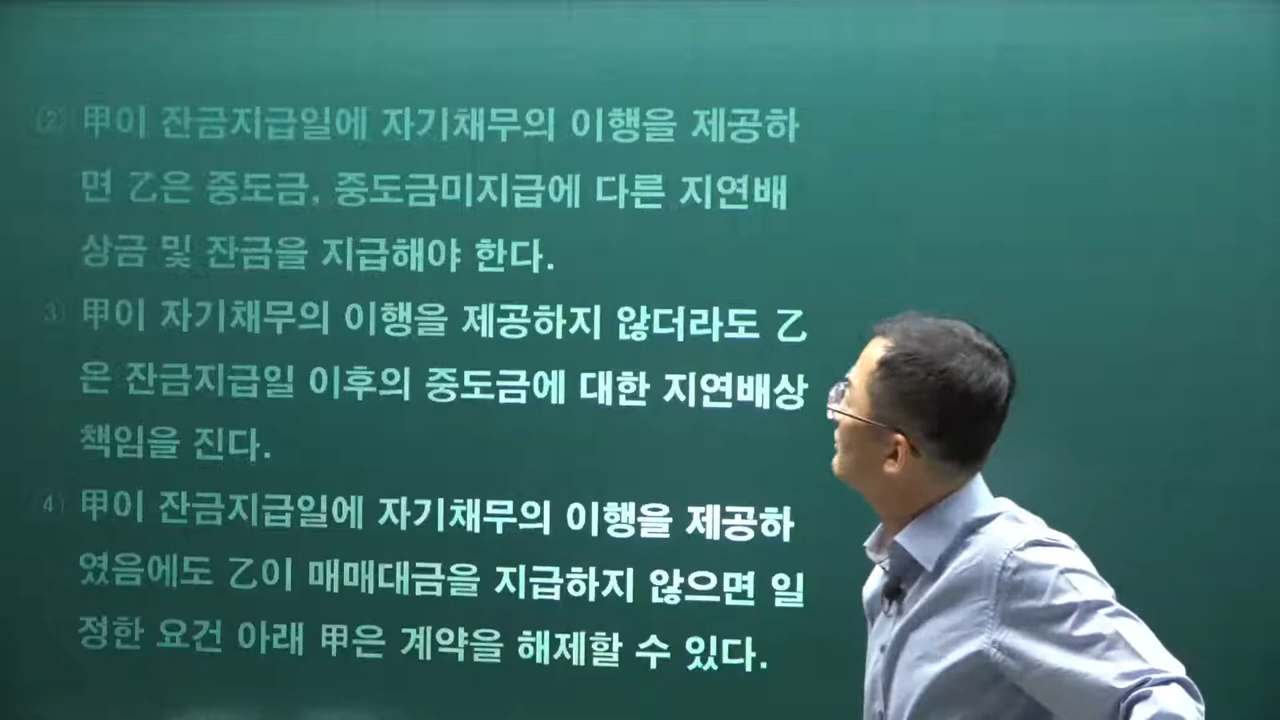 (2) 甲이 잔금지급일에 자기채무의 이행을 제공하
면 乙은 중도금, 중도금미지급에 다른 지연배
상금 및 잔금을 지급해야 한다.
3) 甲이 자기채무의 이행을 제공하지 않더라도 乙
은 잔금지급일 이후의 중도금에 대한 지연배상
책임을 진다.
4) 甲이 잔금지급일에 자기채무의 이행을 제공하
였음에도 乙이 매매대금을 지급하지 않으면 일
정한 요건 아래 甲은 계약을 해제할 수 있다.